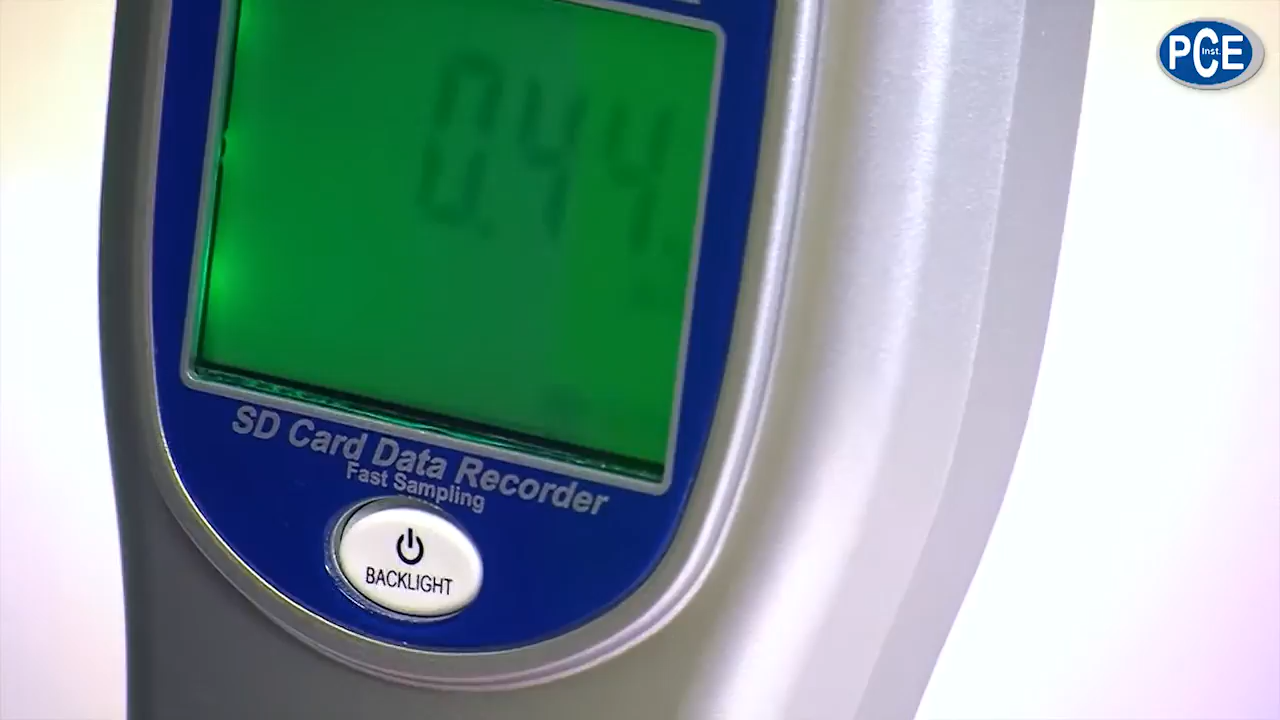 PCE
Inst.
0.44
SD Card Data Recorder
Fast Sampling
BACKLIGHT